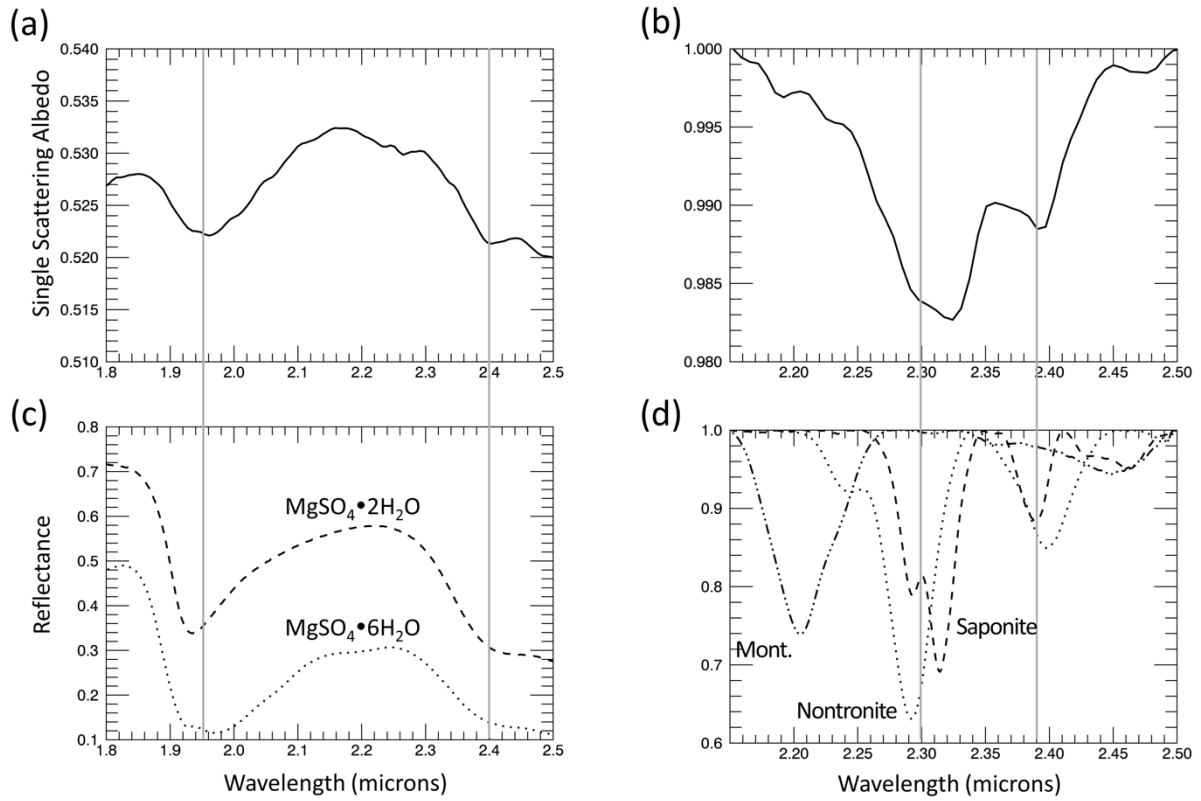 (a)
(b)
0.540
0.535
0.530
0.525
0.520
0.515
0.510
Single Scattering Albedo
1.8 1.9 2.0 2.1 2.2 2.3 2.4 2.5
1.000
0.995
0.990
0.985
0.980
2.20 2.25 2.30 2.35 2.40 2.45 2.50
(c)
(d)
0.8
0.7
0.6
0.5
0.4
0.3
0.2
0.1
Reflectance
MgSO₄•2H₂O
MgSO₄•6H₂O
1.8 1.9 2.0 2.1 2.2 2.3 2.4 2.5
Wavelength (microns)
1.0
0.9
0.8
0.7
0.6
Mont.
Saponite
Nontronite
2.20 2.25 2.30 2.35 2.40 2.45 2.50
Wavelength (microns)